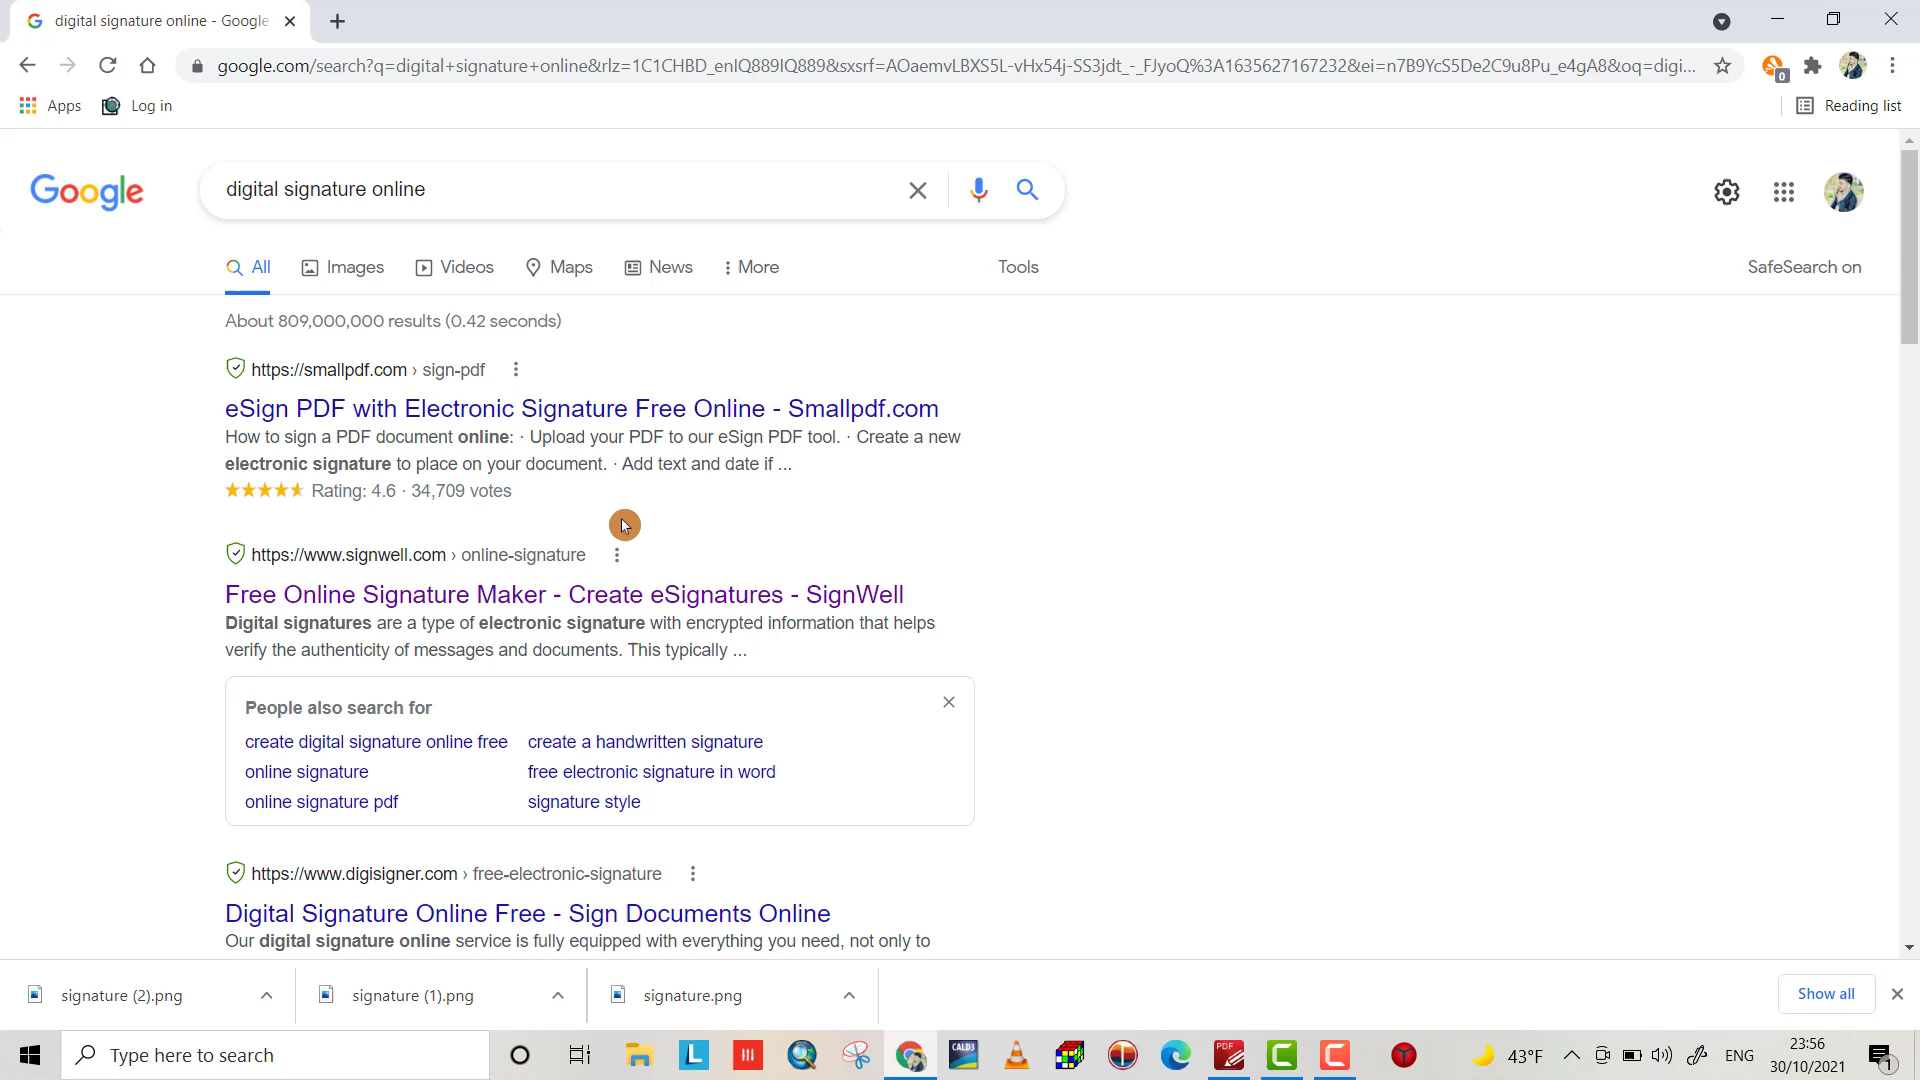 digital signature online - Google
google.com/search?q=digital+signature+online&rlz=1C1CHBD_enIQ889IQ889&sxsrf=AOaemvLBXS5L-vHx54j-SS3jdt_-_FJyoQ%3A1635627167232&ei=n7B9YcS5De2C9u8Pu_e4gA8&oq=digi...
0
Apps
Log in
Reading list
Google
digital signature online
All
Images
Videos
Maps
News
More
Tools
SafeSearch on
About 809,000,000 results (0.42 seconds)
https://smallpdf.com › sign-pdf
eSign PDF with Electronic Signature Free Online - Smallpdf.com
How to sign a PDF document online: · Upload your PDF to our eSign PDF tool. · Create a new
electronic signature to place on your document. · Add text and date if ...
Rating: 4.6 · 34,709 votes
https://www.signwell.com › online-signature
Free Online Signature Maker - Create eSignatures - SignWell
Digital signatures are a type of electronic signature with encrypted information that helps
verify the authenticity of messages and documents. This typically ...
People also search for
create digital signature online free
create a handwritten signature
online signature
free electronic signature in word
online signature pdf
signature style
https://www.digisigner.com › free-electronic-signature
Digital Signature Online Free - Sign Documents Online
Our digital signature online service is fully equipped with everything you need, not only to
signature (2).png
signature (1).png
signature.png
Show all
Type here to search
L
CALD3
PDF
43°F
ENG
23:56
30/10/2021
1